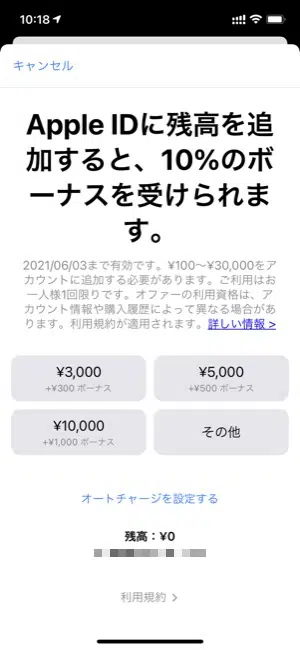 10:18
キャンセル
Apple IDに残高を追
加すると、10%のボ
ーナスを受けられま
す。
2021/06/03まで有効です。¥100〜¥30,000をア
カウントに追加する必要があります。ご利用はお
一人様1回限りです。オファーの利用資格は、ア
カウント情報や購入履歴によって異なる場合があ
ります。利用規約が適用されます。詳しい情報 >
¥3,000
+¥300 ボーナス
¥5,000
+¥500 ボーナス
¥10,000
+¥1,000 ボーナス
その他
オートチャージを設定する
残高：¥0
利用規約 >